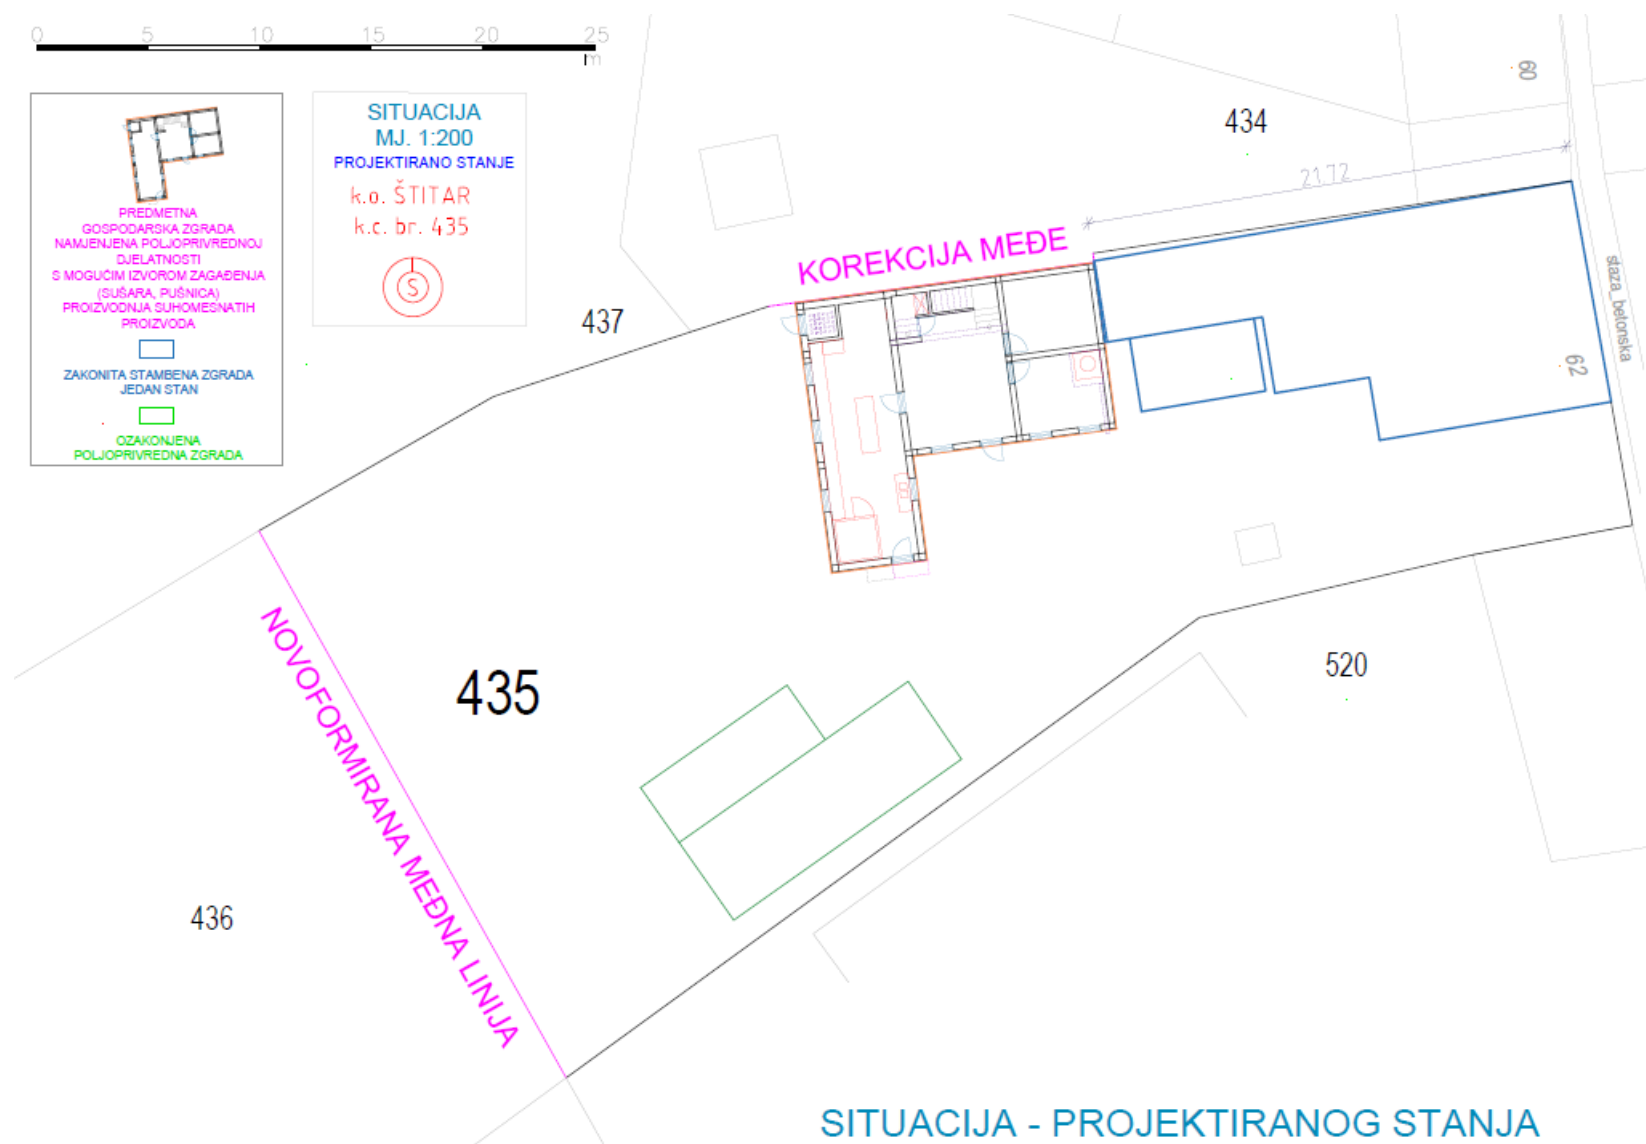 0 5 10 15 20 25
m
PREDMETNA
GOSPODARSKA ZGRADA
NAMJENJENA POLJOPRIVREDNOJ
DJELATNOSTI
S MOGUĆIM IZVOROM ZAGAĐENJA
(SUŠARA, PUŠNICA)
PROIZVODNJA SUHOMESNATIH
PROIZVODA
ZAKONITA STAMBENA ZGRADA
JEDAN STAN
OZAKONJENA
POLJOPRIVREDNA ZGRADA
SITUACIJA
MJ. 1:200
PROJEKTIRANO STANJE
k.o. ŠTITAR
k.c. br. 435
S
434
60
21.72
KOREKCIJA MEĐE
437
staza_betonska
62
NOVOFORMIRANA MEĐNA LINIJA
435
520
436
SITUACIJA - PROJEKTIRANOG STANJA